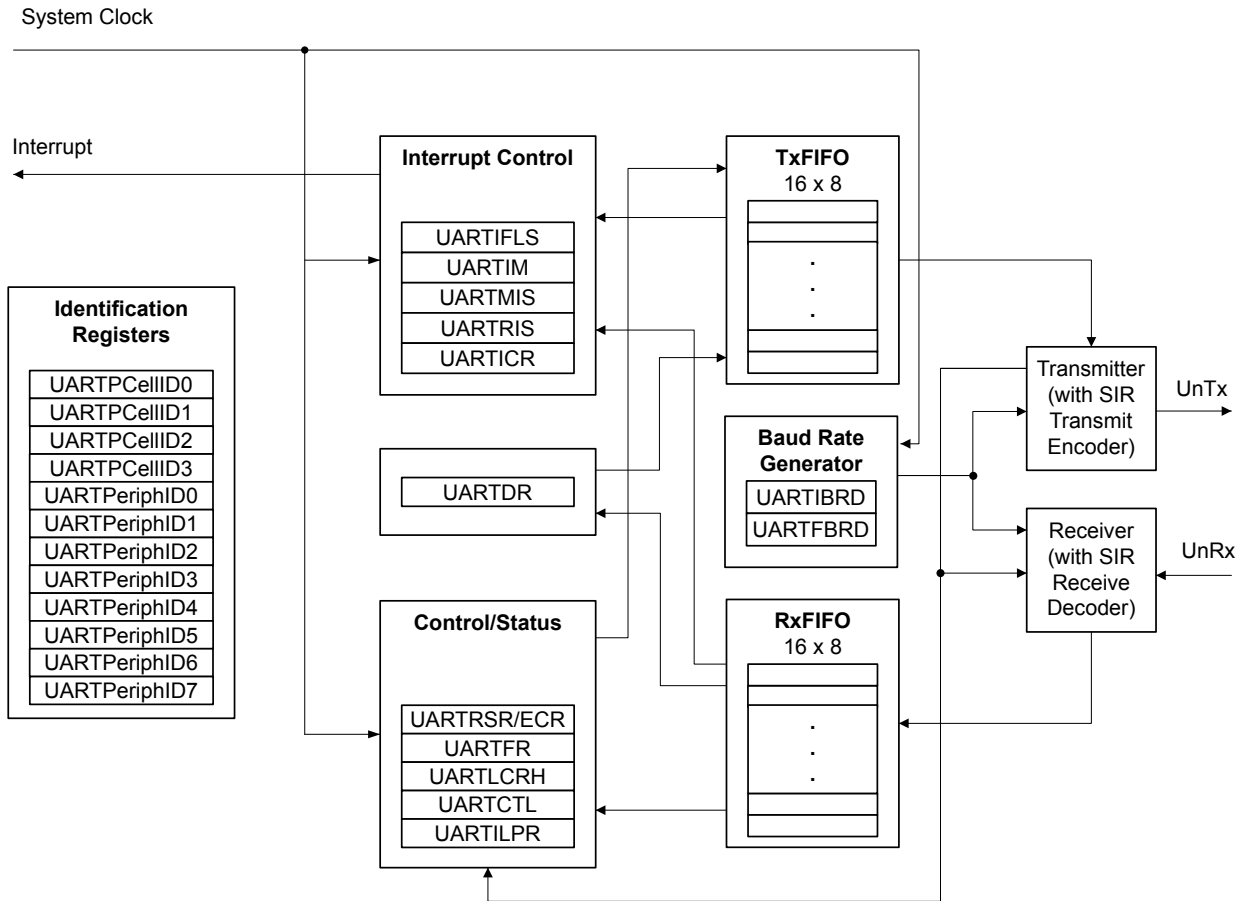 System Clock
Interrupt
Identification
Registers
UARTPCellID0
UARTPCellID1
UARTPCellID2
UARTPCellID3
UARTPeriphID0
UARTPeriphID1
UARTPeriphID2
UARTPeriphID3
UARTPeriphID4
UARTPeriphID5
UARTPeriphID6
UARTPeriphID7
Interrupt Control
UARTIFLS
UARTIM
UARTMIS
UARTRIS
UARTICR
UARTDR
Control/Status
UARTRSR/ECR
UARTFR
UARTLCRH
UARTCTL
UARTILPR
TxFIFO
16 x 8
.
.
.
Baud Rate
Generator
UARTIBRD
UARTFBRD
RxFIFO
16 x 8
.
.
.
Transmitter
(with SIR
Transmit
Encoder)
UnTx
Receiver
(with SIR
Receive
Decoder)
UnRx